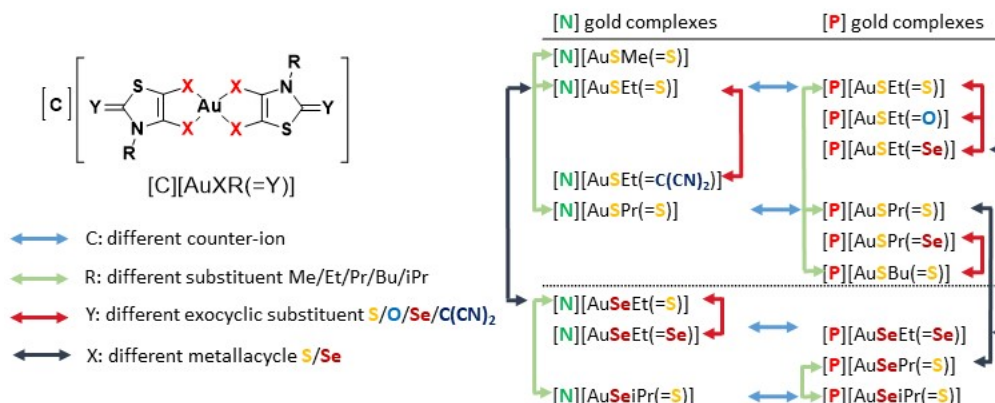 [N] gold complexes
[P] gold complexes
R
S
X
X
N
[C]
Y
Au
Y
N
X
X
S
R
[C][AuXR(=Y)]
C: different counter-ion
R: different substituent Me/Et/Pr/Bu/iPr
Y: different exocyclic substituent S/O/Se/C(CN)2
X: different metallacycle S/Se
[N][AuSMe(=S)]
[N][AuSEt(=S)]
[N][AuSEt(=C(CN)2)]
[N][AuSPr(=S)]
[N][AuSeEt(=S)]
[N][AuSeEt(=Se)]
[N][AuSeiPr(=S)]
[P][AuSEt(=S)]
[P][AuSEt(=O)]
[P][AuSEt(=Se)]
[P][AuSPr(=S)]
[P][AuSPr(=Se)]
[P][AuSBu(=S)]
[P][AuSeEt(=Se)]
[P][AuSePr(=S)]
[P][AuSeiPr(=S)]